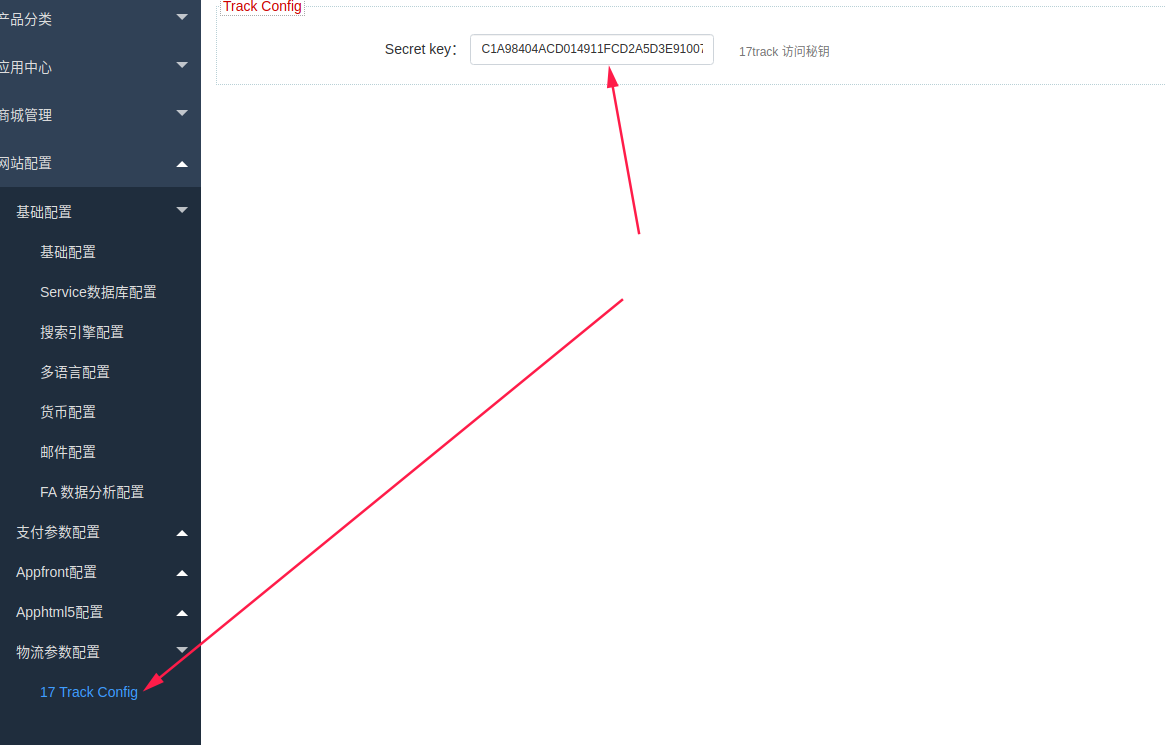 产品分类
应用中心
商城管理
网站配置
基础配置
基础配置
Service数据库配置
搜索引擎配置
多语言配置
货币配置
邮件配置
FA 数据分析配置
支付参数配置
Appfront配置
Apphtml5配置
物流参数配置
17 Track Config
Track Config
Secret key： C1A98404ACD014911FCD2A5D3E91007 17track 访问秘钥